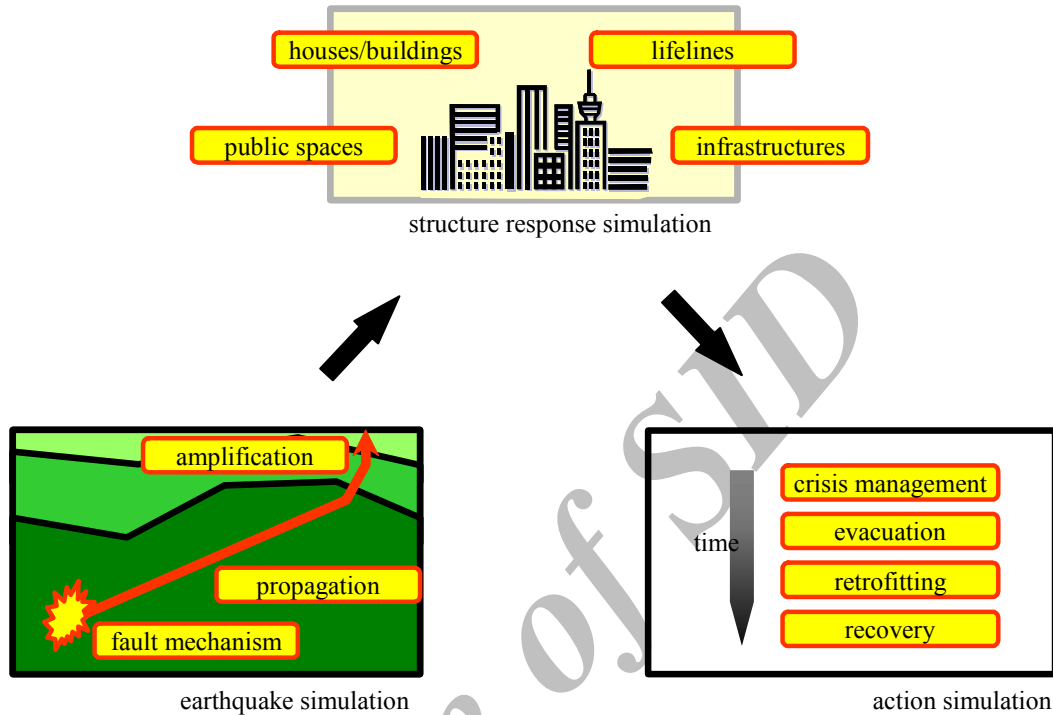 houses/buildings
lifelines
public spaces
infrastructures
structure response simulation
amplification
propagation
fault mechanism
earthquake simulation
time
crisis management
evacuation
retrofitting
recovery
action simulation
of SID